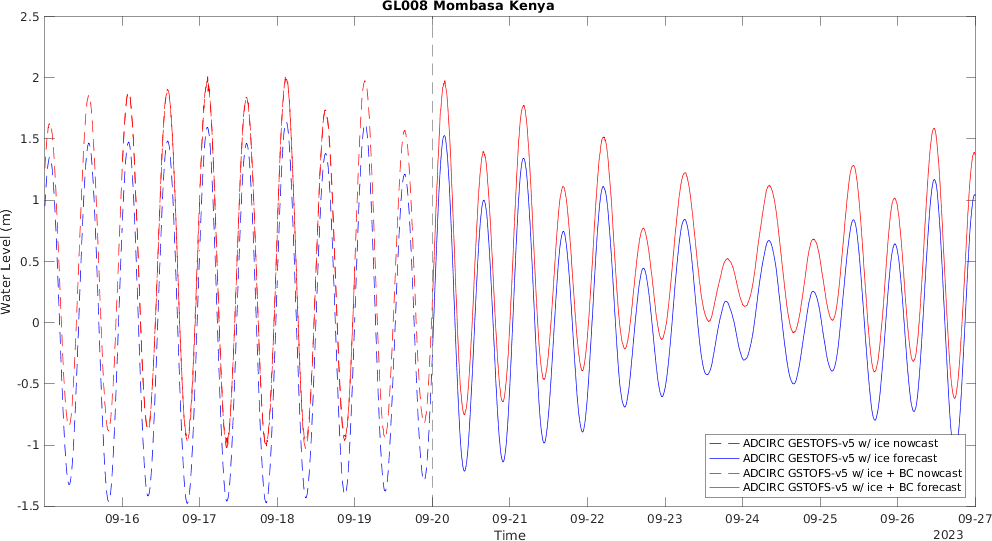 GL008 Mombasa Kenya
Water Level (m)
2.5
2
1.5
1
0.5
0
-0.5
-1
-1.5
ADCIRC GESTOFS-v5 w/ ice nowcast
ADCIRC GESTOFS-v5 w/ ice forecast
ADCIRC GSTOFS-v5 w/ ice + BC nowcast
ADCIRC GSTOFS-v5 w/ ice + BC forecast
09-16 09-17 09-18 09-19 09-20 09-21 09-22 09-23 09-24 09-25 09-26 09-27
Time
2023